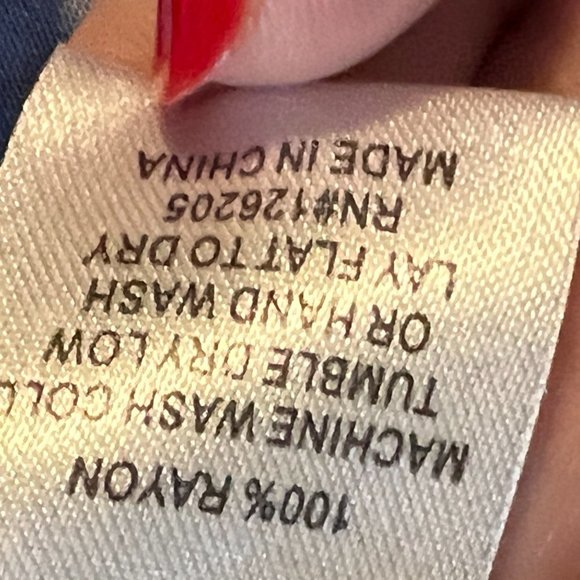 100% RAYON
MACHINE WASH COLD
TUMBLE DRY LOW
OR HAND WASH
LAY FLAT TO DRY
RN#126205
MADE IN CHINA